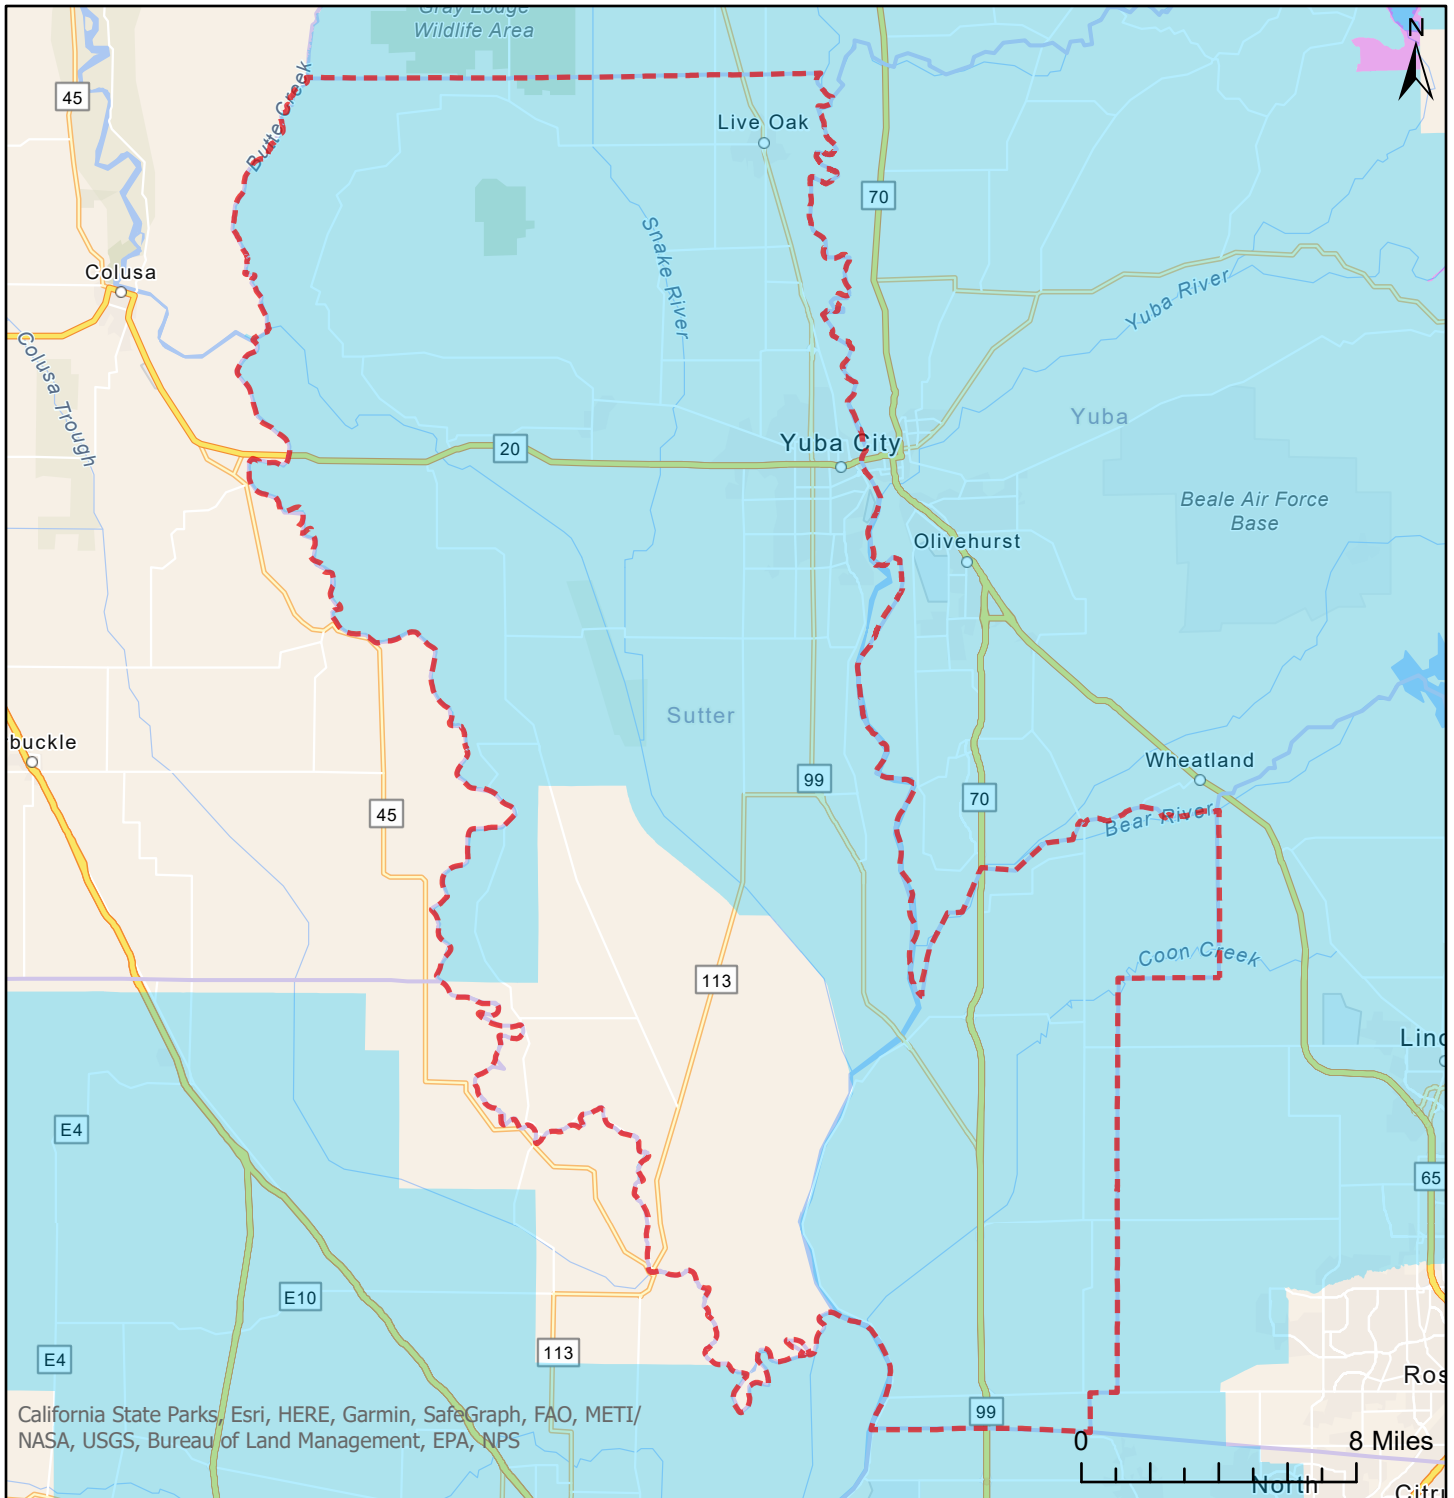 Gray Lodge
Wildlife Area
N
45
Butte Creek
Live Oak
70
Snake River
Colusa
Yuba River
Colusa Trough
Yuba
20
Yuba City
Beale Air Force
Base
Olivehurst
Sutter
buckle
99
Wheatland
70
45
Bear River
Coon Creek
113
Linc
E4
65
E10
113
E4
Ros
99
California State Parks, Esri, HERE, Garmin, SafeGraph, FAO, METI/
NASA, USGS, Bureau of Land Management, EPA, NPS
0
8 Miles
North
Citru